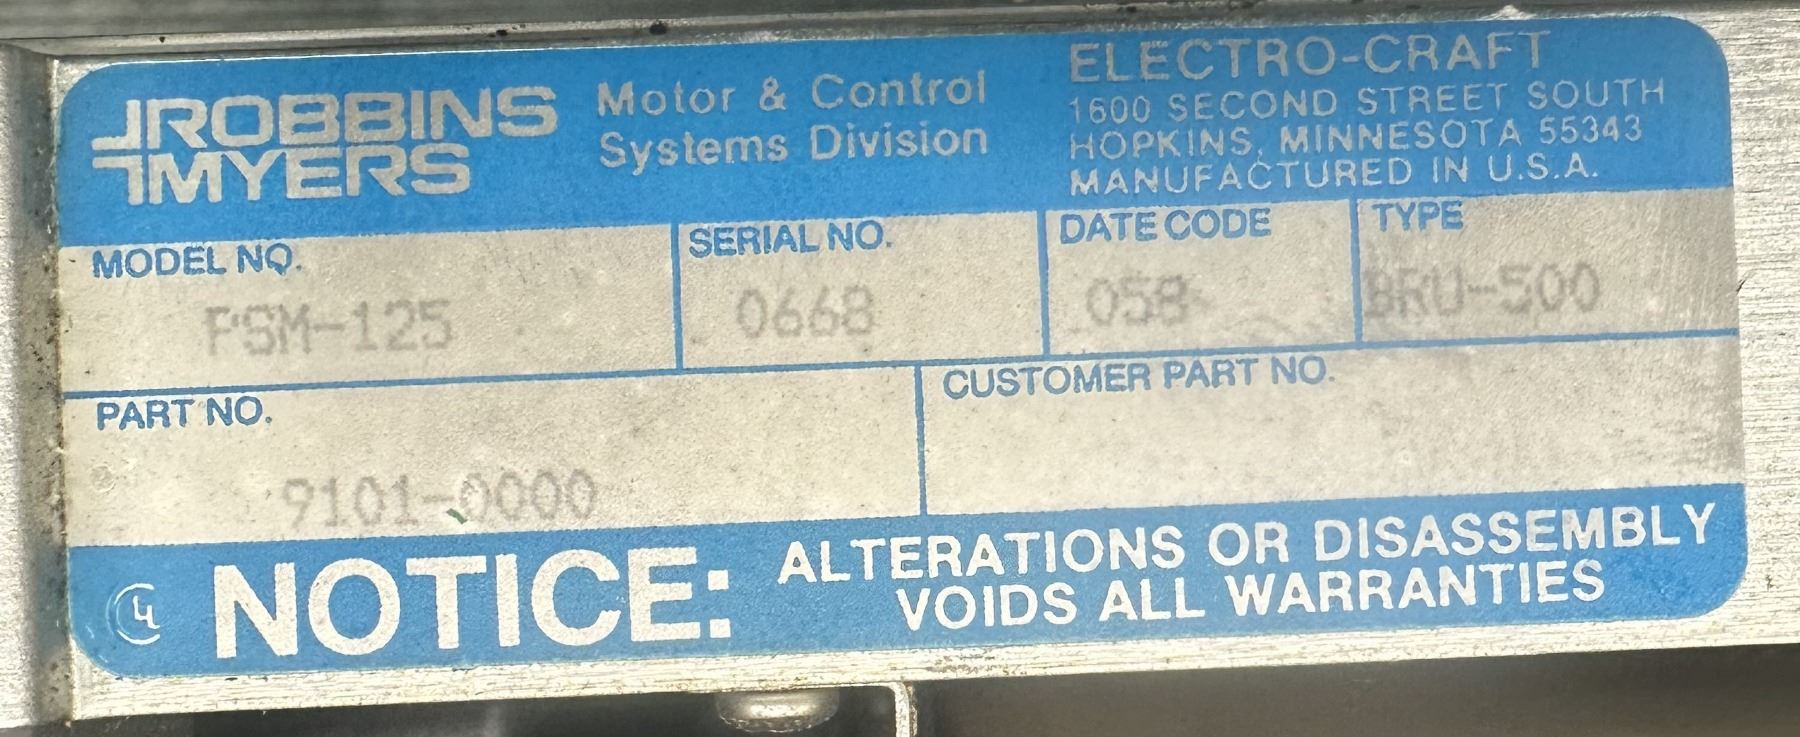 ROBBINS
MYERS
Motor & Control
Systems Division
ELECTRO-CRAFT
1600 SECOND STREET SOUTH
HOPKINS, MINNESOTA 55343
MANUFACTURED IN U.S.A.
MODEL NO.
PSM-125
SERIAL NO.
0668
DATE CODE
058
TYPE
BRU-500
PART NO.
9101-0000
CUSTOMER PART NO.
NOTICE:
ALTERATIONS OR DISASSEMBLY
VOIDS ALL WARRANTIES